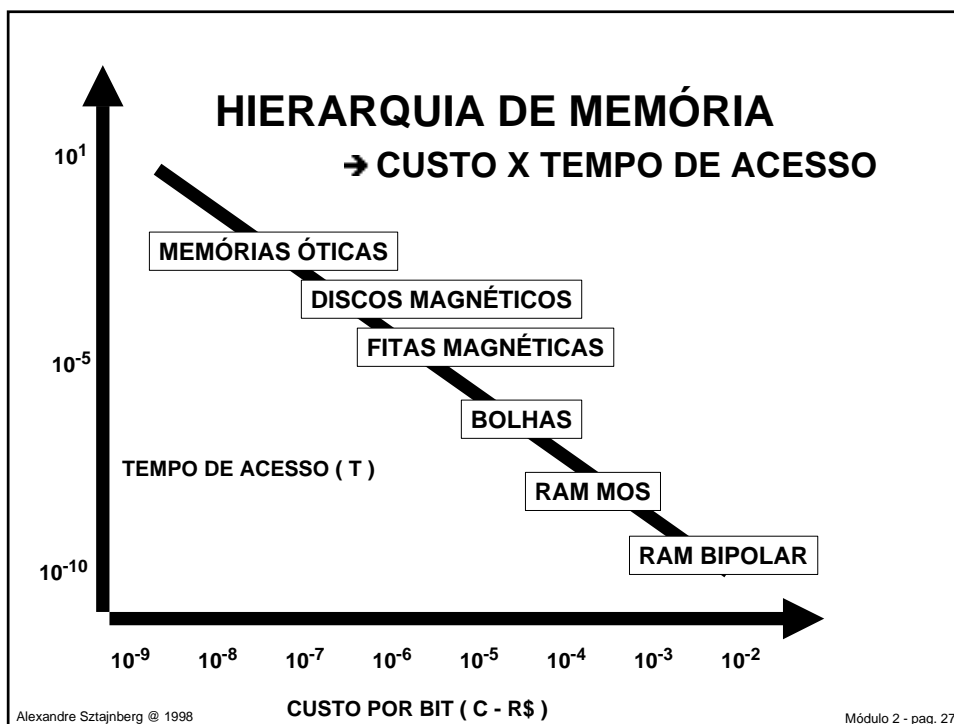 HIERARQUIA DE MEMÓRIA
➔ CUSTO X TEMPO DE ACESSO
10^1
MEMÓRIAS ÓTICAS
DISCOS MAGNÉTICOS
FITAS MAGNÉTICAS
10^-5
BOLHAS
TEMPO DE ACESSO ( T )
RAM MOS
RAM BIPOLAR
10^-10
10^-9 10^-8 10^-7 10^-6 10^-5 10^-4 10^-3 10^-2
CUSTO POR BIT ( C - R$ )
Alexandre Sztajnberg @ 1998
Módulo 2 - pag. 27